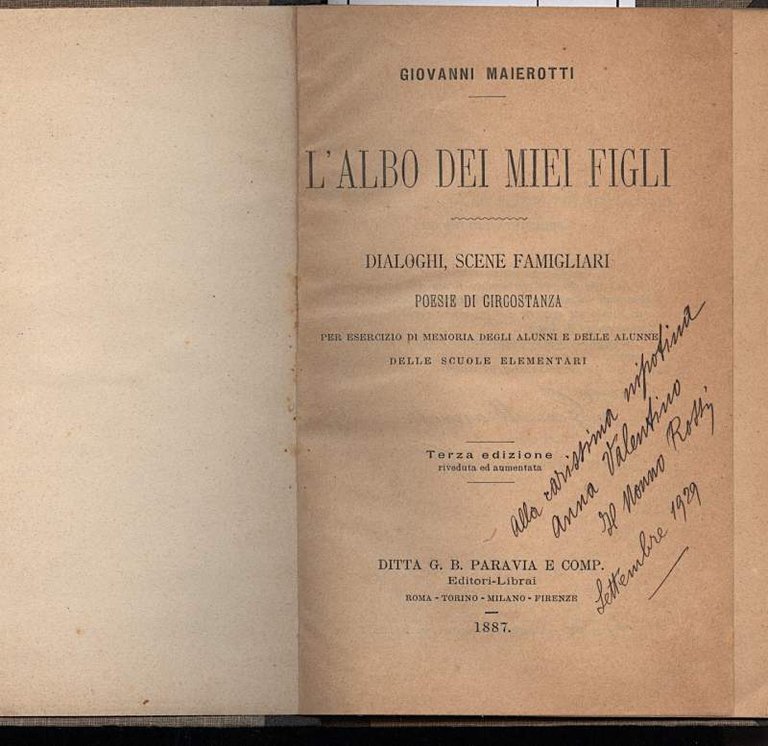 GIOVANNI MAIEROTTI
L'ALBO DEI MIEI FIGLI
DIALOGHI, SCENE FAMIGLIARI
POESIE DI CIRCOSTANZA
PER ESERCIZIO DI MEMORIA DEGLI ALUNNI E DELLE ALUNNE
DELLE SCUOLE ELEMENTARI
Terza edizione
riveduta ed aumentata
Alla carissima nipotina
Anna Valentino
Il Nonno Rossi
Settembre 1929
DITTA G. B. PARAVIA E COMP.
Editori-Librai
ROMA - TORINO - MILANO - FIRENZE
1887.